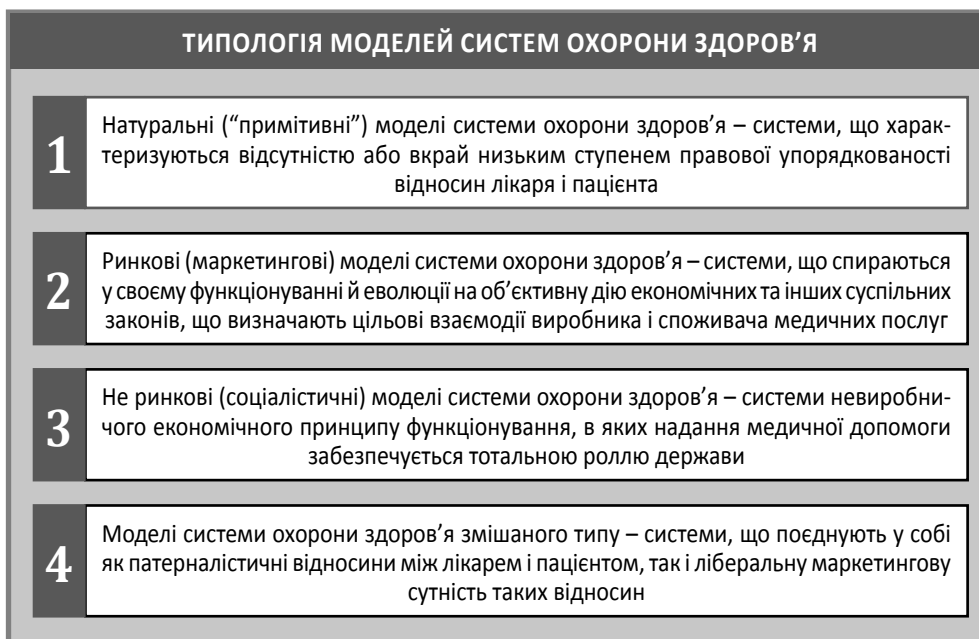 ТИПОЛОГІЯ МОДЕЛЕЙ СИСТЕМ ОХОРОНИ ЗДОРОВ’Я
1
Натуральні (“примітивні”) моделі системи охорони здоров’я – системи, що харак-
теризуються відсутністю або вкрай низьким ступенем правової упорядкованості
відносин лікаря і пацієнта
2
Ринкові (маркетингові) моделі системи охорони здоров’я – системи, що спираються
у своєму функціонуванні й еволюції на об’єктивну дію економічних та інших суспільних
законів, що визначають цільові взаємодії виробника і споживача медичних послуг
3
Не ринкові (соціалістичні) моделі системи охорони здоров’я – системи невиробни-
чого економічного принципу функціонування, в яких надання медичної допомоги
забезпечується тотальною роллю держави
4
Моделі системи охорони здоров’я змішаного типу – системи, що поєднують у собі
як патерналістичні відносини між лікарем і пацієнтом, так і ліберальну маркетингову
сутність таких відносин